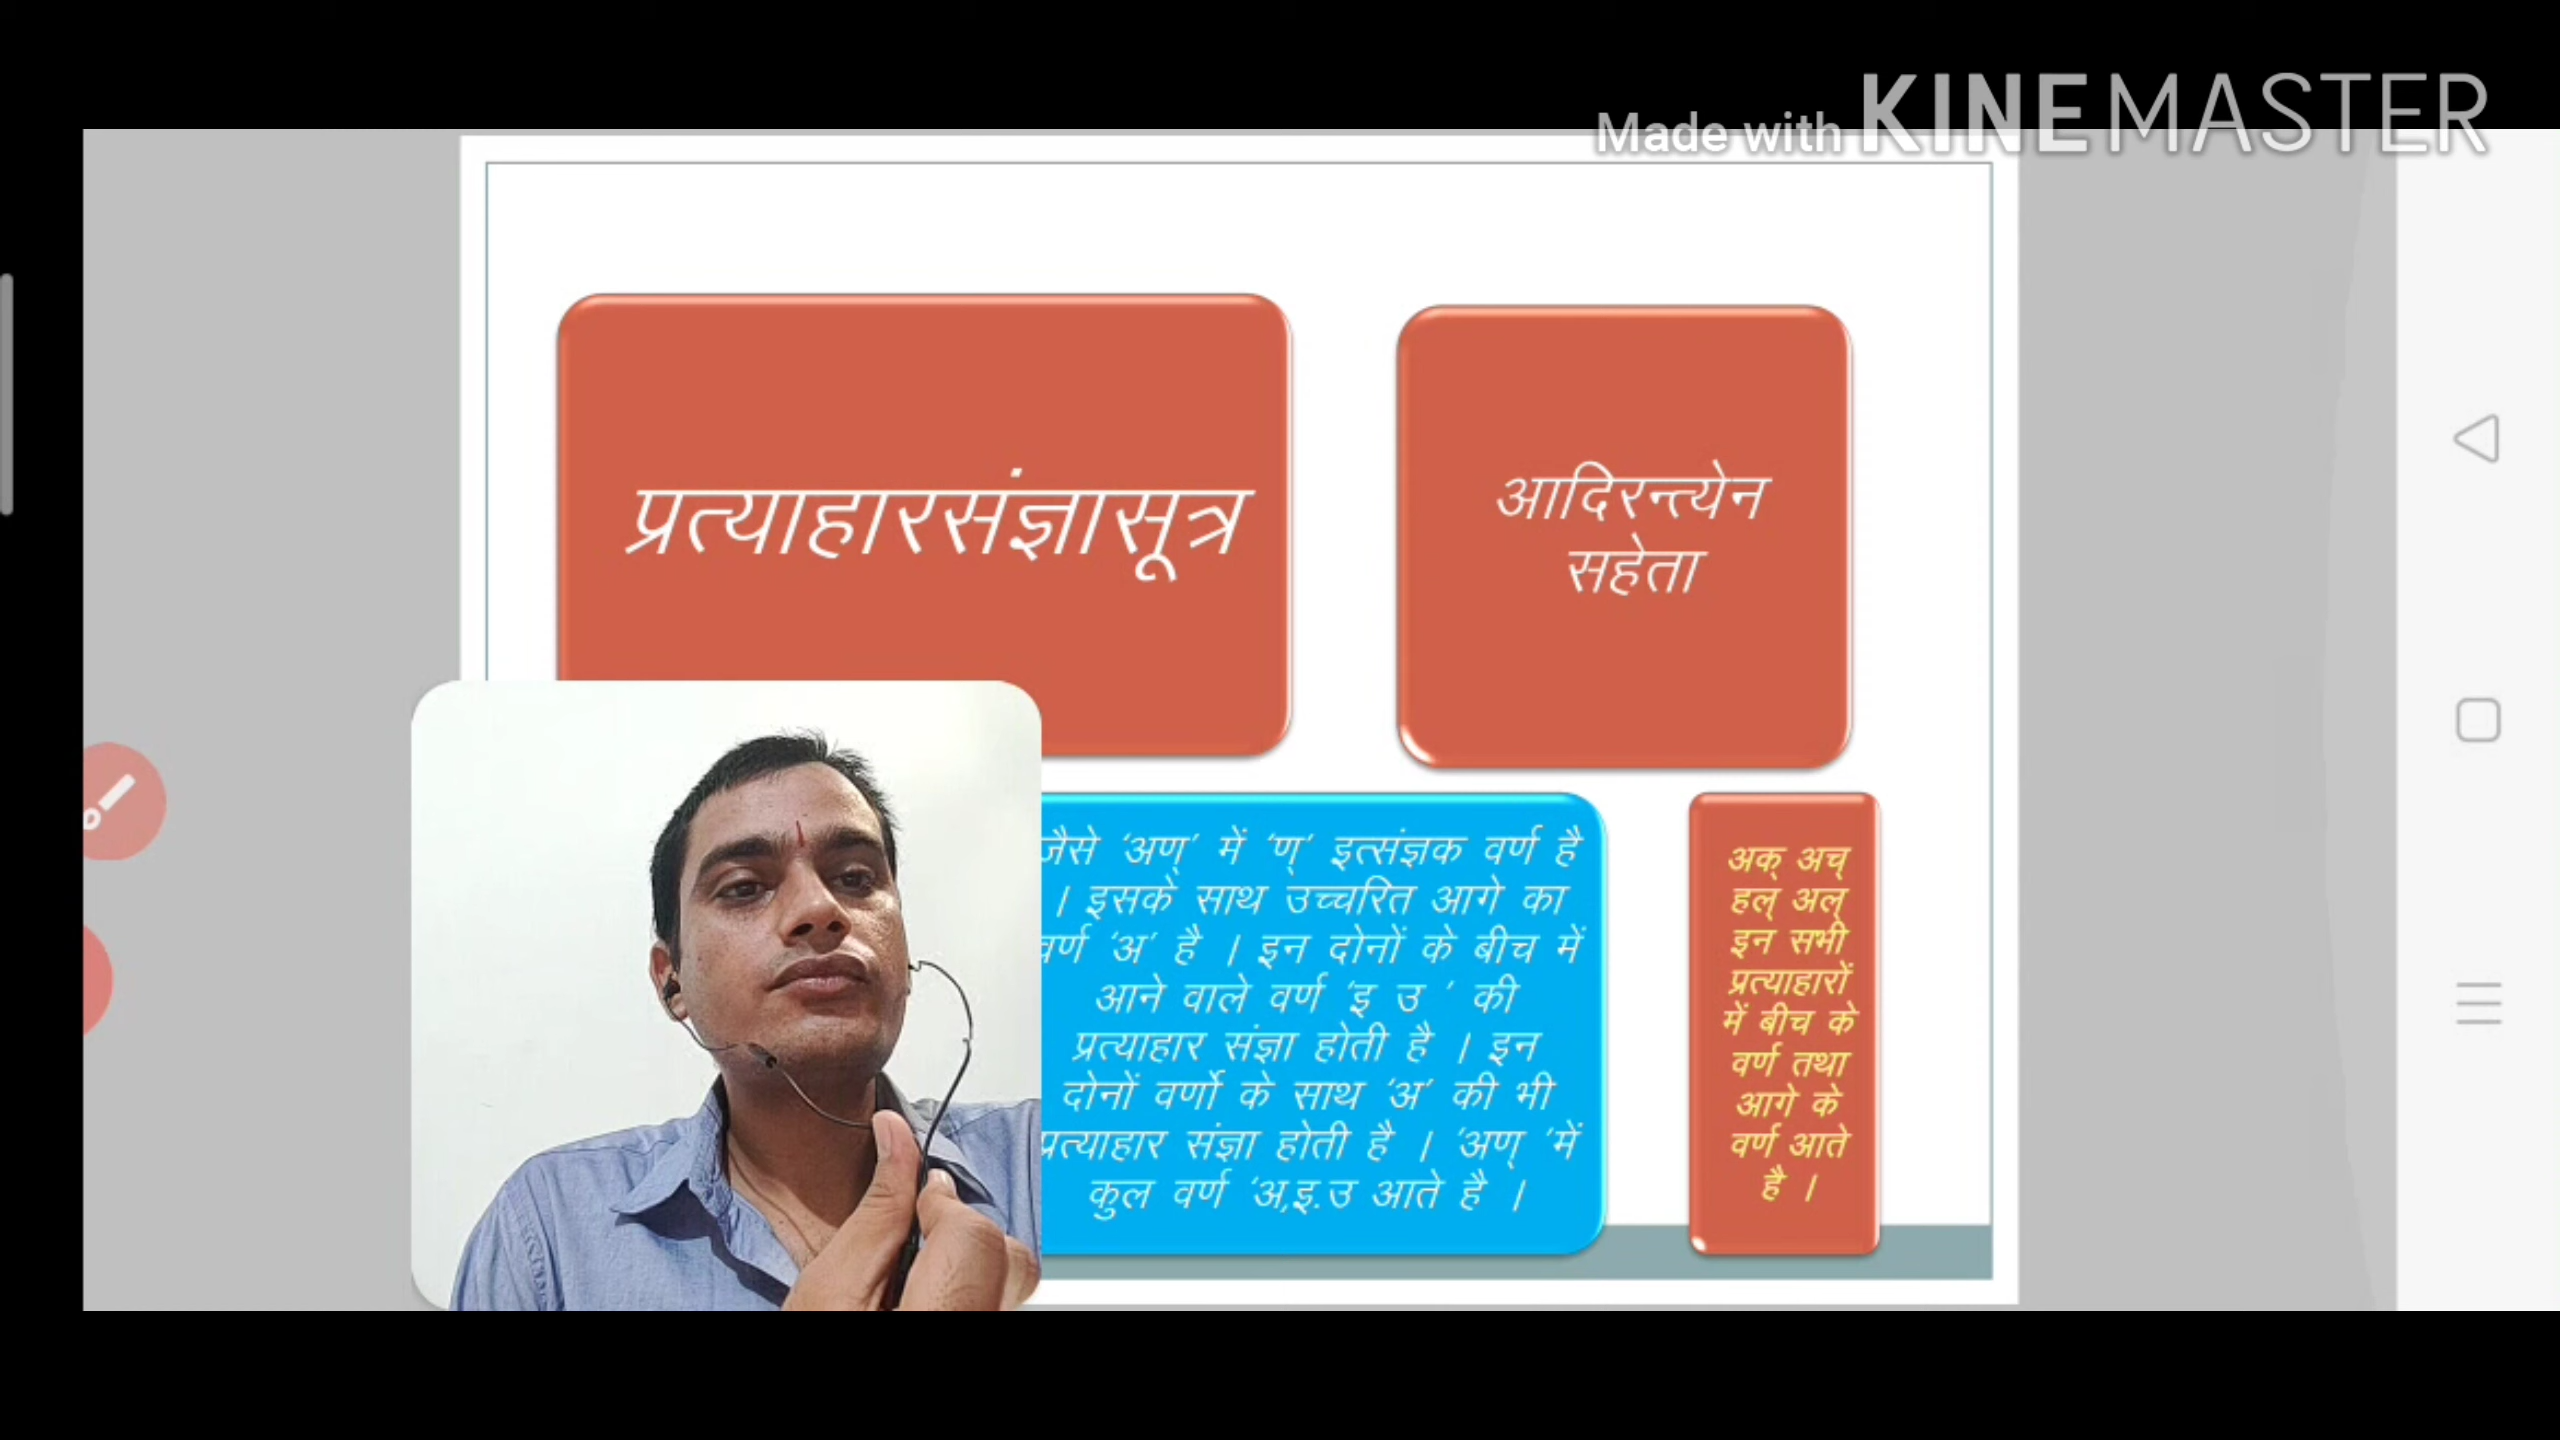 Made with KINEMASTER
प्रत्याहारसंज्ञासूत्र
आदिरन्त्येन
सहेता
जैसे ‘अण्’ में ‘ण्’ इत्संज्ञक वर्ण है
। इसके साथ उच्चरित आगे का
वर्ण ‘अ’ है । इन दोनों के बीच में
आने वाले वर्ण ‘इ उ ’ की
प्रत्याहार संज्ञा होती है । इन
दोनों वर्णो के साथ ‘अ’ की भी
प्रत्याहार संज्ञा होती है । ‘अण् ’में
कुल वर्ण ‘अ,इ.उ आते है ।
अक् अच्
हल् अल्
इन सभी
प्रत्याहारों
में बीच के
वर्ण तथा
आगे के
वर्ण आते
है ।